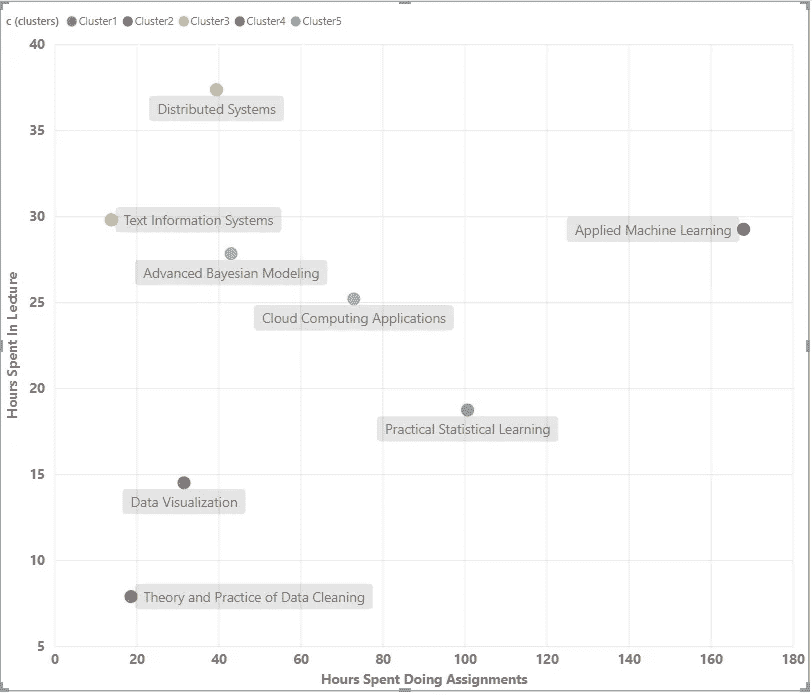 c (clusters) Cluster1 Cluster2 Cluster3 Cluster4 Cluster5
40
Distributed Systems
35
30
Text Information Systems
Applied Machine Learning
Advanced Bayesian Modeling
25
Cloud Computing Applications
20
Practical Statistical Learning
15
Data Visualization
10
Theory and Practice of Data Cleaning
5
Hours Spent In Lecture
0 20 40 60 80 100 120 140 160 180
Hours Spent Doing Assignments